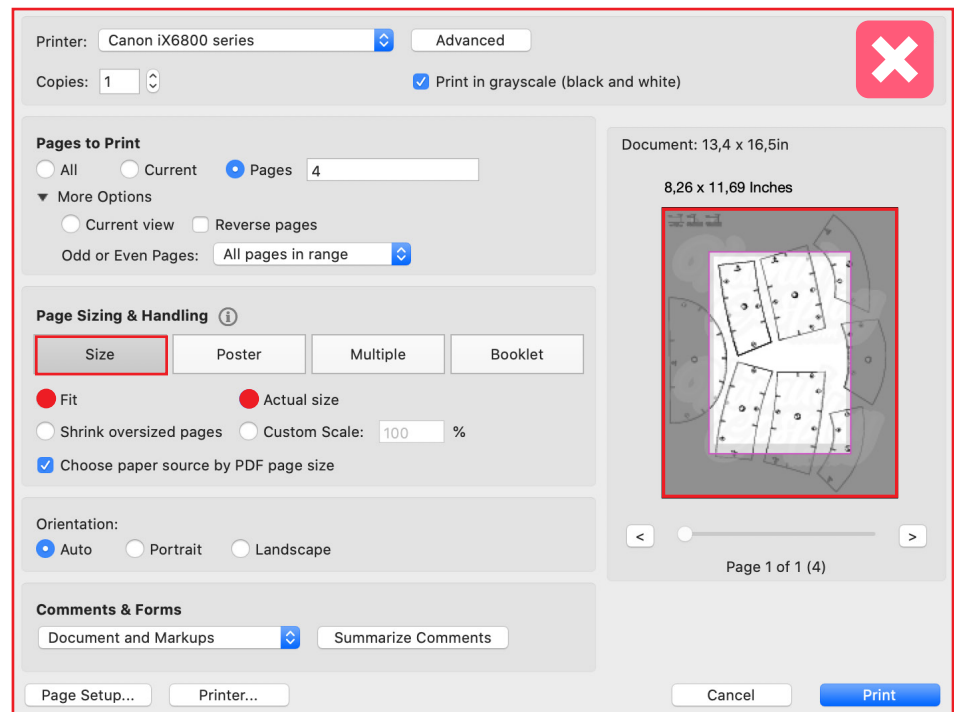 Printer: Canon iX6800 series Advanced
Copies: 1 Print in grayscale (black and white)
Pages to Print
All Current Pages 4
More Options
Current view Reverse pages
Odd or Even Pages: All pages in range
Page Sizing & Handling
Size Poster Multiple Booklet
Fit Actual size
Shrink oversized pages Custom Scale: 100 %
Choose paper source by PDF page size
Orientation:
Auto Portrait Landscape
Comments & Forms
Document and Markups Summarize Comments
Page Setup... Printer...
Document: 13,4 x 16,5in
8,26 x 11,69 Inches
< >
Page 1 of 1 (4)
Cancel Print